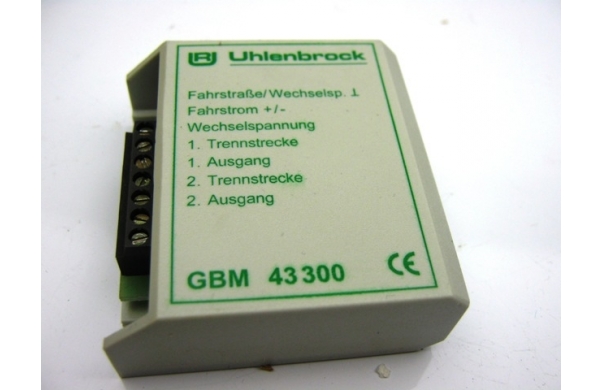 Uhlenbrock
Fahrstraße/Wechselsp. ⊥
Fahrstrom +/-
Wechselspannung
1. Trennstrecke
1. Ausgang
2. Trennstrecke
2. Ausgang
GBM 43300 CE